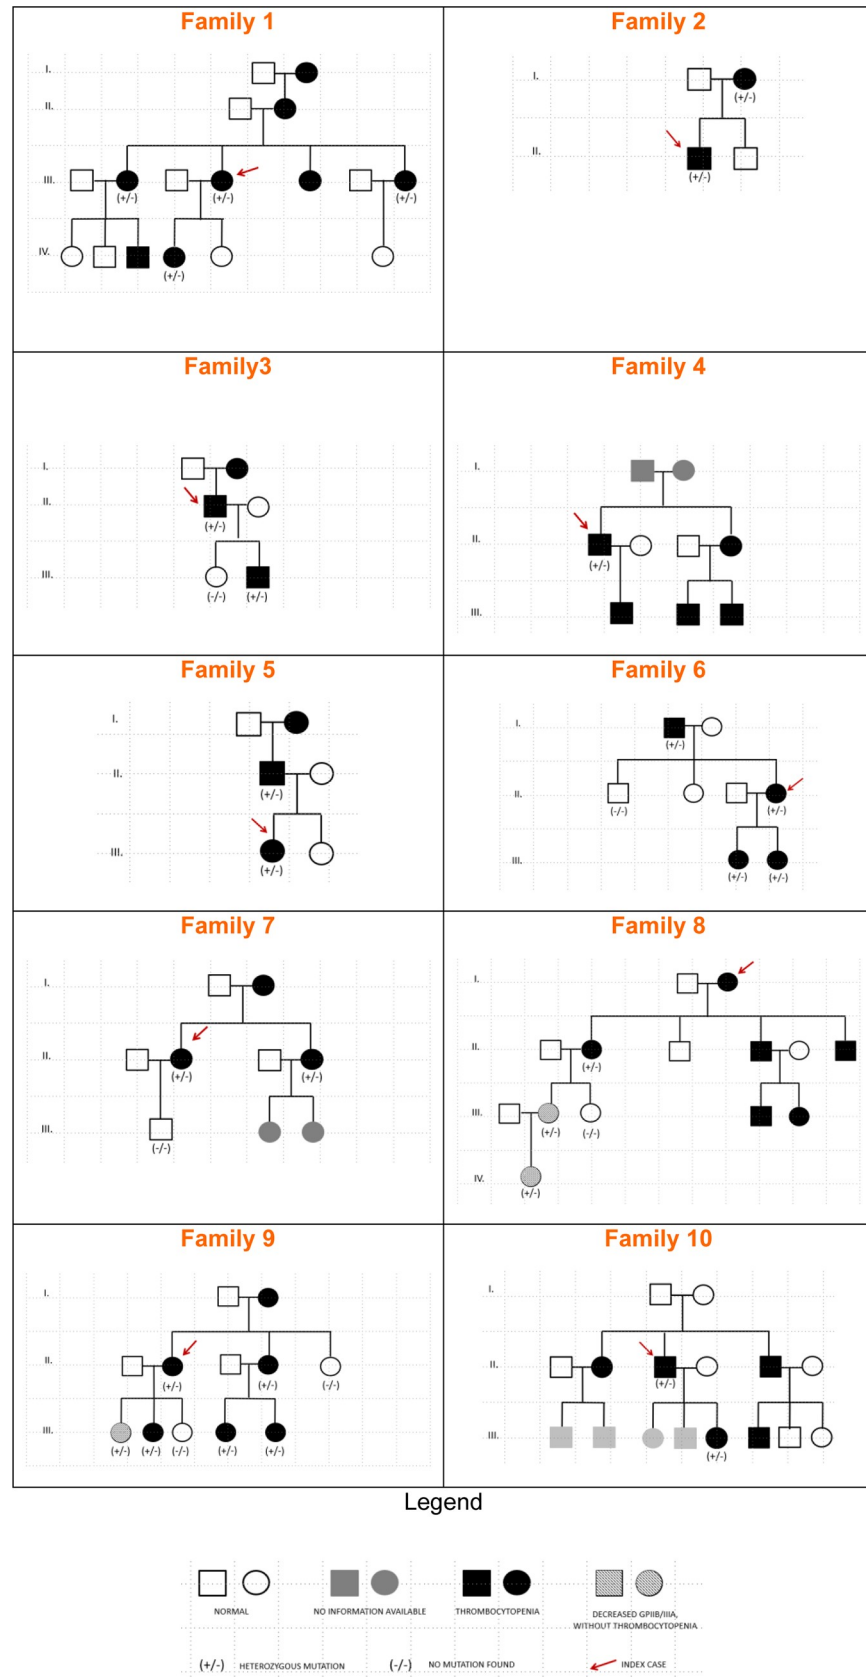 Family 1
Family 2
I.
II.
III.
(+/-) (+/-) (+/-)
IV.
(+/-)
I.
(+/-)
II.
(+/-)
Family3
Family 4
I.
II.
(+/-)
III.
(-/-) (+/-)
I.
II.
(+/-)
III.
Family 5
Family 6
I.
II.
(+/-)
III.
(+/-)
I.
(+/-)
II.
(-/-) (+/-)
III.
(+/-) (+/-)
Family 7
Family 8
I.
II.
(+/-) (+/-)
III.
(-/-)
I.
II.
(+/-)
III.
(+/-) (-/-)
IV.
(+/-)
Family 9
Family 10
I.
II.
(+/-) (+/-) (-/-)
III.
(+/-) (+/-) (-/-) (+/-) (+/-)
I.
II.
(+/-)
III.
(+/-)
Legend
NORMAL
NO INFORMATION AVAILABLE
THROMBOCYTOPENIA
DECREASED GPIIB/IIIA,
WITHOUT THROMBOCYTOPENIA
(+/-) HETEROZYGOUS MUTATION
(-/-) NO MUTATION FOUND
INDEX CASE